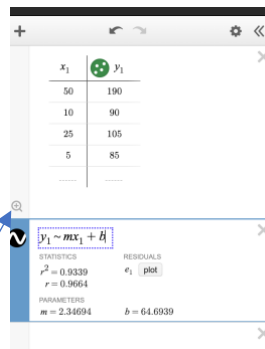 x₁ y₁
50 190
10 90
25 105
5 85
y₁ ~ mx₁ + b
STATISTICS RESIDUALS
r² = 0.9339 e₁ plot
r = 0.9664
PARAMETERS
m = 2.34694 b = 64.6939